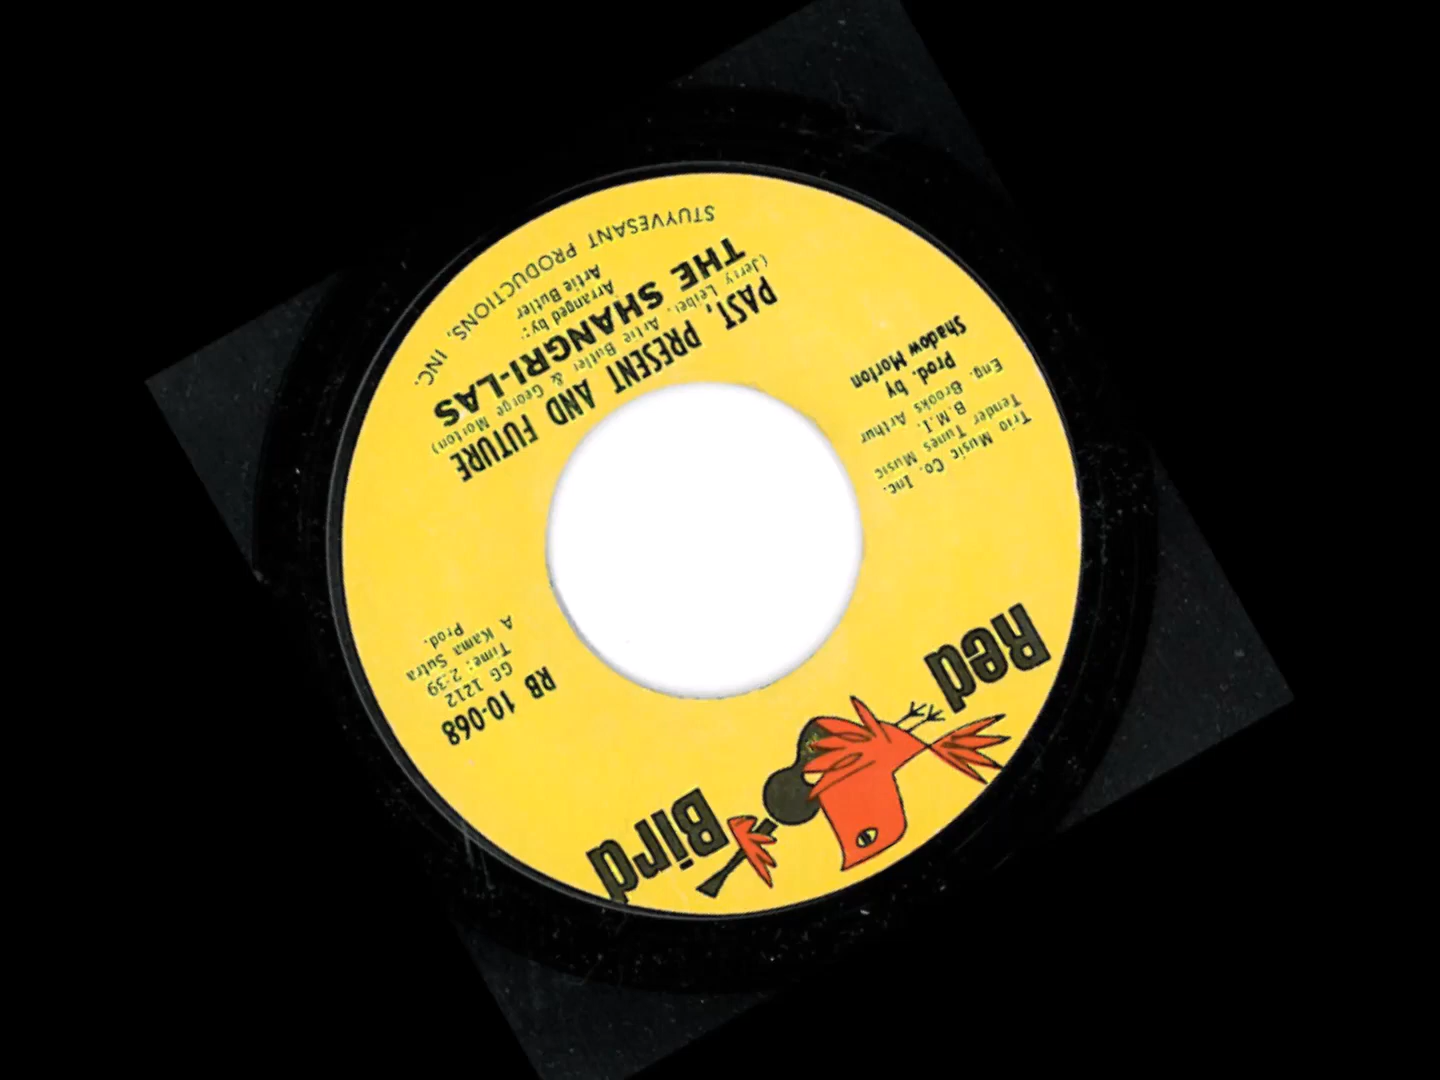 Red Bird
Trio Music Co. Inc.
Tender Tunes Music
B.M.I.
Eng. Brooks Arthur
Prod. by
Shadow Morton
RB 10-068
GG 1212
Time: 2:39
A Kama Sutra
Prod.
PAST, PRESENT AND FUTURE
(Jerry Leiber, Artie Butler & George Morton)
THE SHANGRI-LAS
Arranged by:
Artie Butler
STUYVESANT PRODUCTIONS, INC.